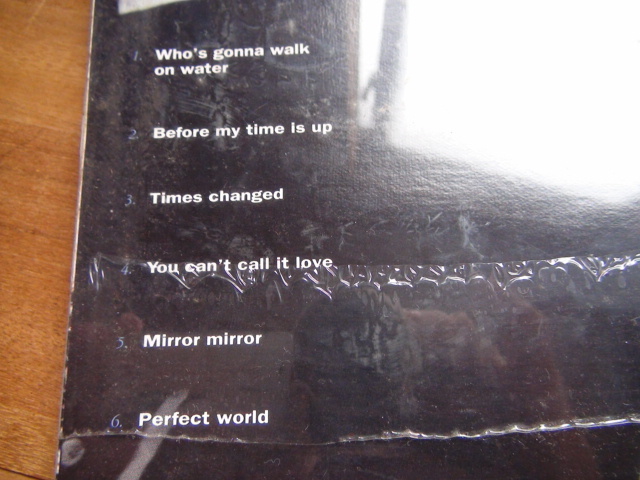 1. Who's gonna walk
on water
2. Before my time is up
3. Times changed
4. You can't call it love
5. Mirror mirror
6. Perfect world